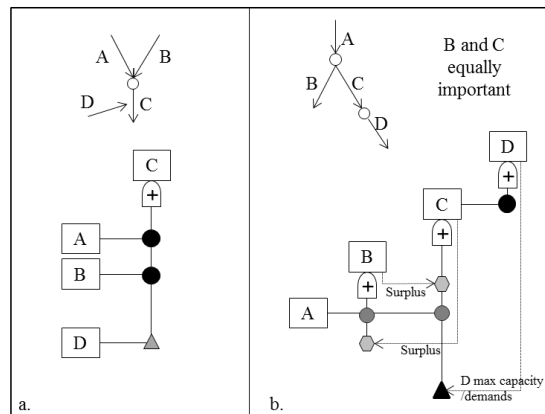 A
B
D
C
C
+
A
B
D
a.
A
B
C
D
B and C
equally
important
D
+
C
+
B
+
Surplus
A
Surplus
D max capacity
/demands
b.